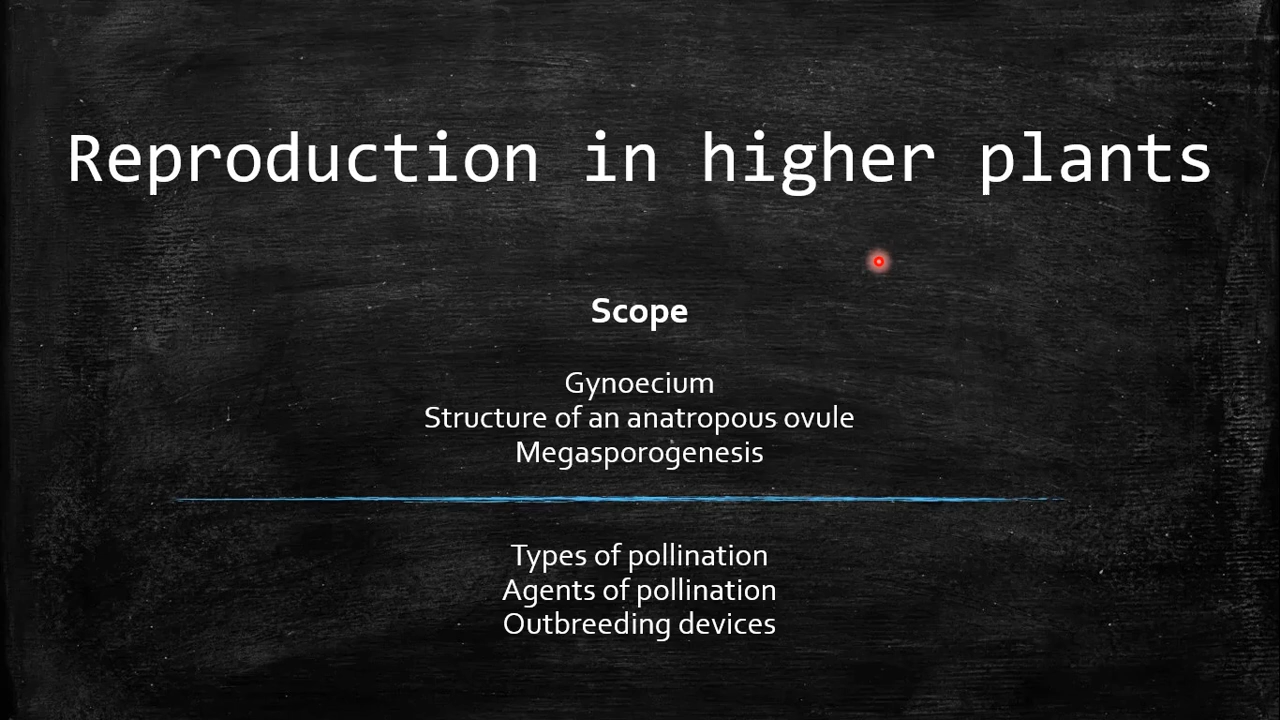 Reproduction in higher plants
Scope
Gynoecium
Structure of an anatropous ovule
Megasporogenesis
Types of pollination
Agents of pollination
Outbreeding devices